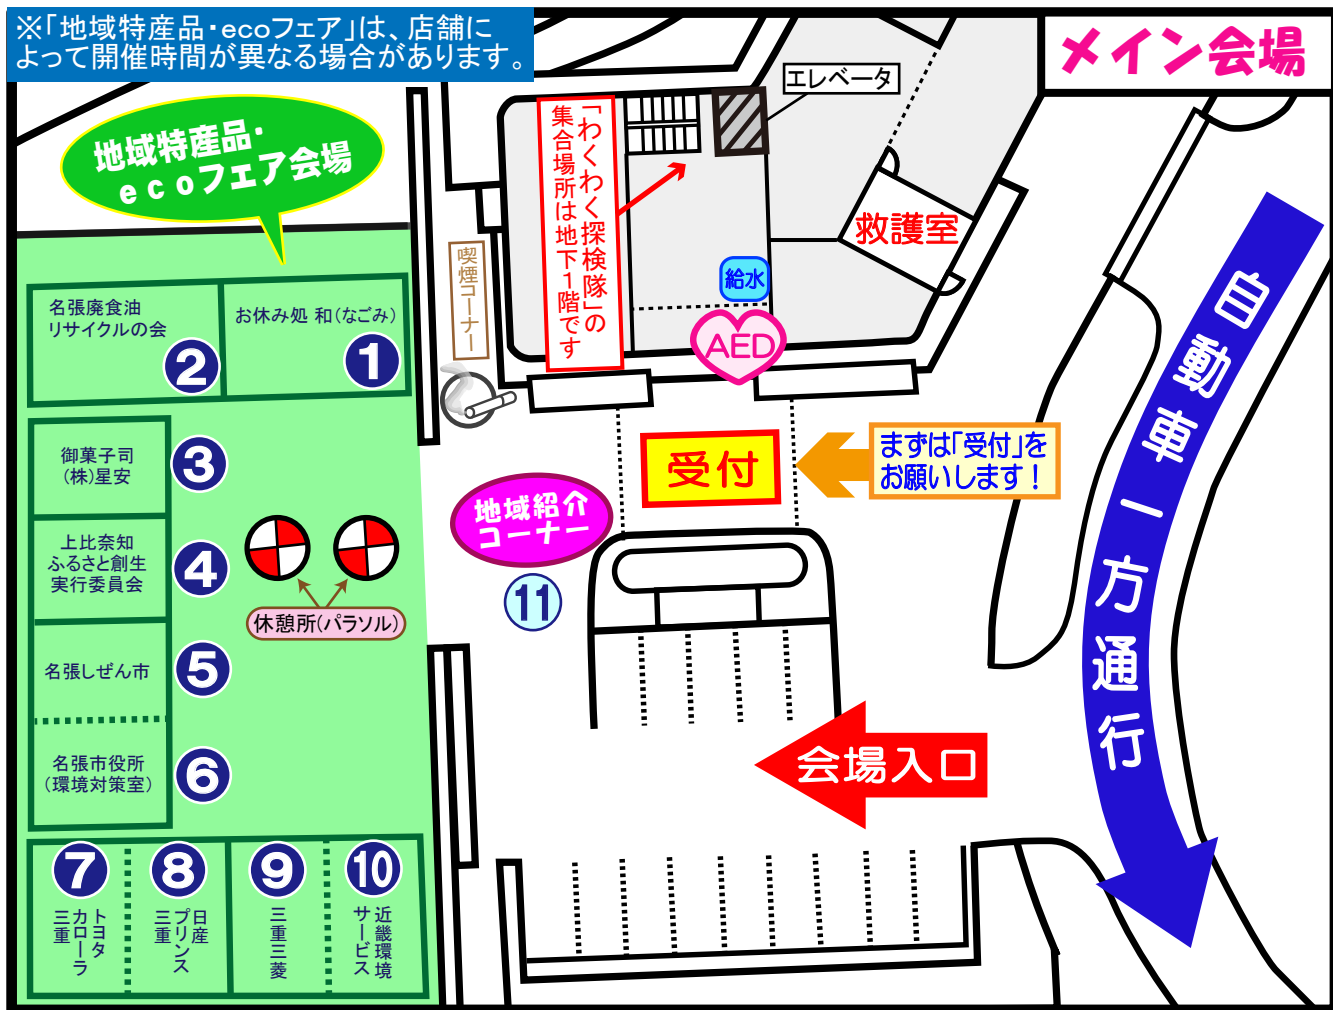 ※「地域特産品・ecoフェア」は、店舗に
よって開催時間が異なる場合があります。
メイン会場
エレベータ
地域特産品・
ecoフェア会場
「わくわく探検隊」の
集合場所は地下1階です
救護室
喫煙コーナー
給水
AED
自動車一方通行
名張廃食油
リサイクルの会
2
お休み処 和(なごみ)
1
まずは「受付」を
お願いします！
受付
御菓子司
(株)星安
3
地域紹介
コーナー
11
上比奈知
ふるさと創生
実行委員会
4
休憩所(パラソル)
名張しぜん市
5
名張市役所
(環境対策室)
6
会場入口
7
トヨタ
カローラ
三重
8
日産
プリンス
三重
9
三重三菱
10
近畿環境
サービス